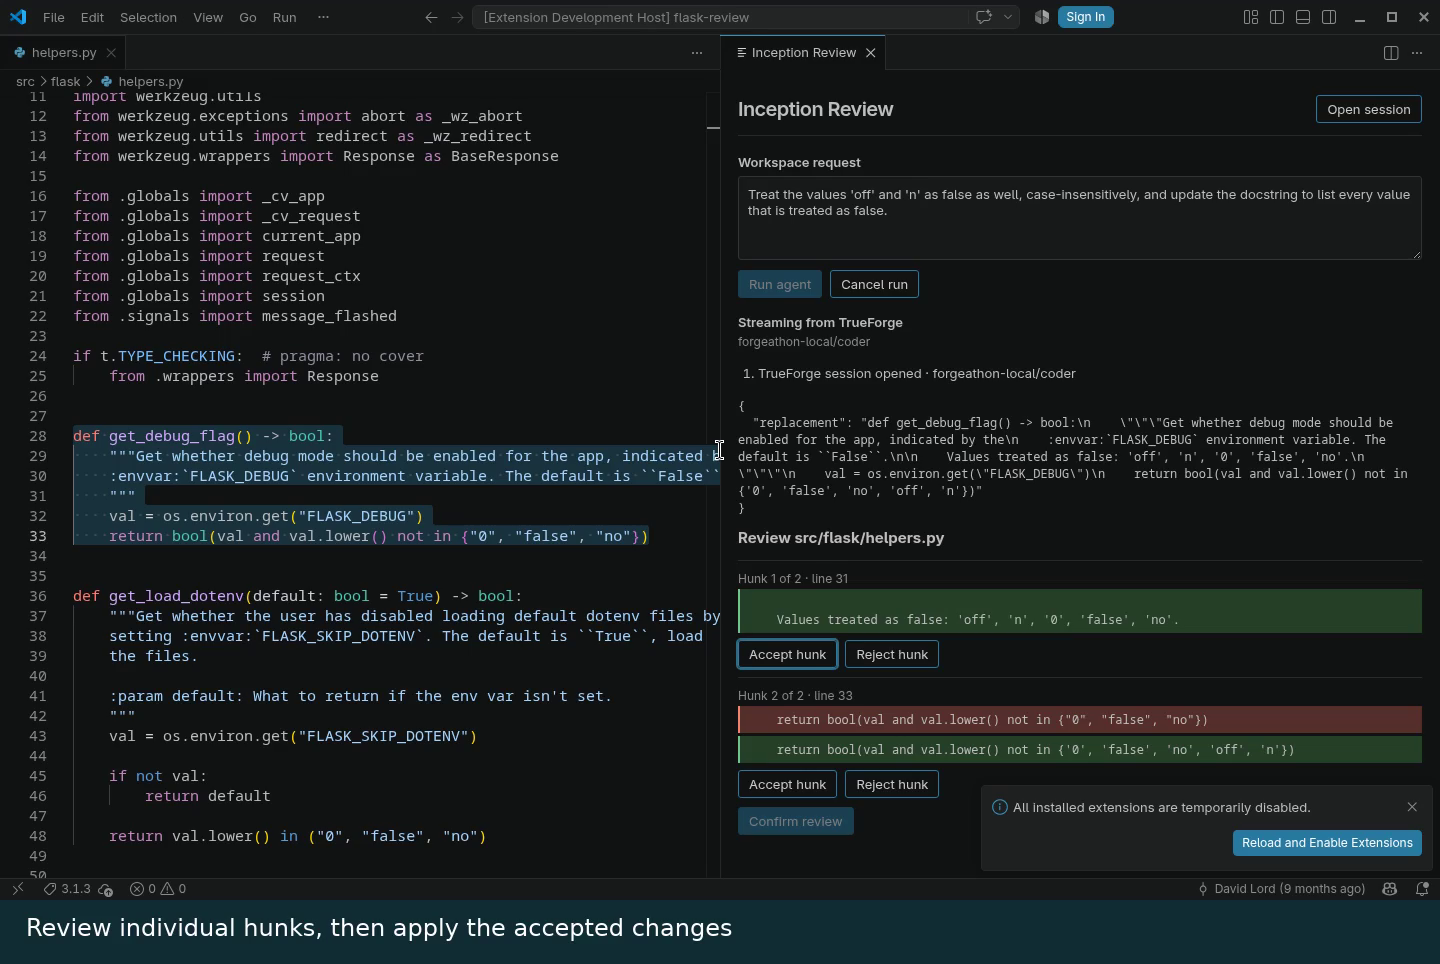 File Edit Selection View Go Run ··· [Extension Development Host] flask-review Sign In
helpers.py
Inception Review
src > flask > helpers.py
11 import werkzeug.utils
12 from werkzeug.exceptions import abort as _wz_abort
13 from werkzeug.utils import redirect as _wz_redirect
14 from werkzeug.wrappers import Response as BaseResponse
15
16 from .globals import _cv_app
17 from .globals import _cv_request
18 from .globals import current_app
19 from .globals import request
20 from .globals import request_ctx
21 from .globals import session
22 from .signals import message_flashed
23
24 if t.TYPE_CHECKING:  # pragma: no cover
25     from .wrappers import Response
26
27
28 def get_debug_flag() -> bool:
29     """Get whether debug mode should be enabled for the app, indicated b
30     :envvar:`FLASK_DEBUG` environment variable. The default is ``False``
31     """
32     val = os.environ.get("FLASK_DEBUG")
33     return bool(val and val.lower() not in {"0", "false", "no"})
34
35
36 def get_load_dotenv(default: bool = True) -> bool:
37     """Get whether the user has disabled loading default dotenv files by
38     setting :envvar:`FLASK_SKIP_DOTENV`. The default is ``True``, load
39     the files.
40
41     :param default: What to return if the env var isn't set.
42     """
43     val = os.environ.get("FLASK_SKIP_DOTENV")
44
45     if not val:
46         return default
47
48     return val.lower() in ("0", "false", "no")
49
50
Inception Review
Open session
Workspace request
Treat the values 'off' and 'n' as false as well, case-insensitively, and update the docstring to list every value
that is treated as false.
Run agent Cancel run
Streaming from TrueForge
forgeathon-local/coder
1. TrueForge session opened · forgeathon-local/coder
{
  "replacement": "def get_debug_flag() -> bool:\n    \"\"\"Get whether debug mode should be
enabled for the app, indicated by the\n    :envvar:`FLASK_DEBUG` environment variable. The
default is ``False``.\n\n    Values treated as false: 'off', 'n', '0', 'false', 'no'.\n
\"\"\"\n    val = os.environ.get(\"FLASK_DEBUG\")\n    return bool(val and val.lower() not in
{'0', 'false', 'no', 'off', 'n'})"
}
Review src/flask/helpers.py
Hunk 1 of 2 · line 31
Values treated as false: 'off', 'n', '0', 'false', 'no'.
Accept hunk Reject hunk
Hunk 2 of 2 · line 33
return bool(val and val.lower() not in {"0", "false", "no"})
return bool(val and val.lower() not in {'0', 'false', 'no', 'off', 'n'})
Accept hunk Reject hunk
Confirm review
All installed extensions are temporarily disabled.
Reload and Enable Extensions
3.1.3 0 0 David Lord (9 months ago)
Review individual hunks, then apply the accepted changes